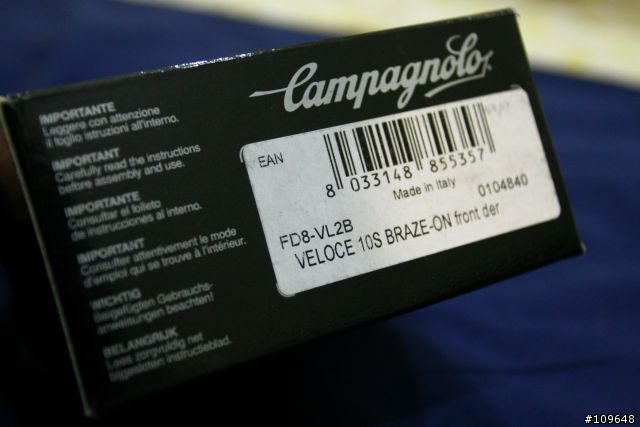 Campagnolo
IMPORTANTE
Leggere con attenzione
il foglio istruzioni all'interno.
IMPORTANT
Carefully read the instructions
before assembly and use.
IMPORTANTE
Consultar el folleto
de instrucciones al interno.
IMPORTANT
Consulter attentivement le mode
d'emploi qui se trouve à l'intérieur.
WICHTIG
Beigefügten Gebrauchs-
anweisungen beachten!
BELANGRIJK
Lees zorgvuldig net
bijgesloten instructieblad.
EAN
8 033148 855357
Made in Italy
0104840
FD8-VL2B
VELOCE 10S BRAZE-ON front der
#109648